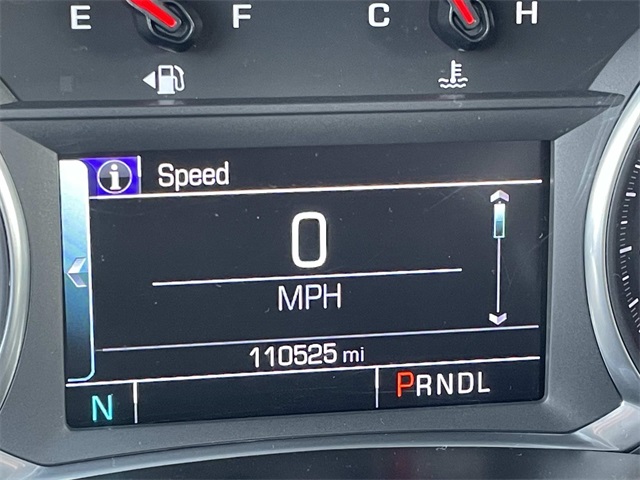 E F C H
Speed
0
MPH
110525 mi
N PRNDL